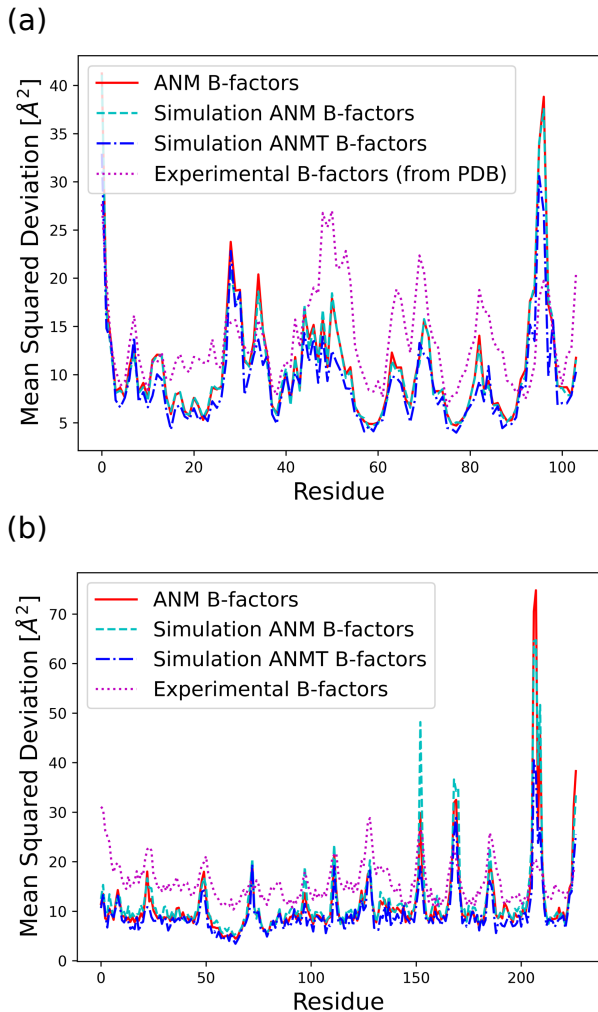 (a)
Mean Squared Deviation [Å²]
40
35
30
25
20
15
10
5
ANM B-factors
Simulation ANM B-factors
Simulation ANMT B-factors
Experimental B-factors (from PDB)
0 20 40 60 80 100
Residue
(b)
Mean Squared Deviation [Å²]
70
60
50
40
30
20
10
0
ANM B-factors
Simulation ANM B-factors
Simulation ANMT B-factors
Experimental B-factors
0 50 100 150 200
Residue